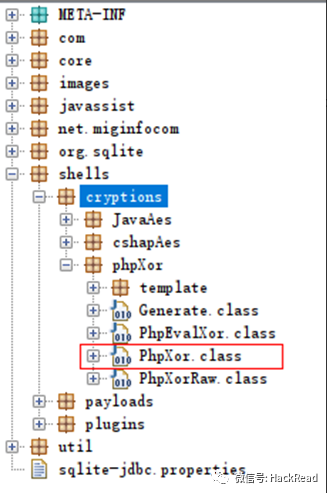 META-INF
com
core
images
javassist
net.miginfocom
org.sqlite
shells
cryptions
JavaAes
cshapAes
phpXor
template
Generate.class
PhpEvalXor.class
PhpXor.class
PhpXorRaw.class
payloads
plugins
util
sqlite-jdbc.properties
微信号: HackRead